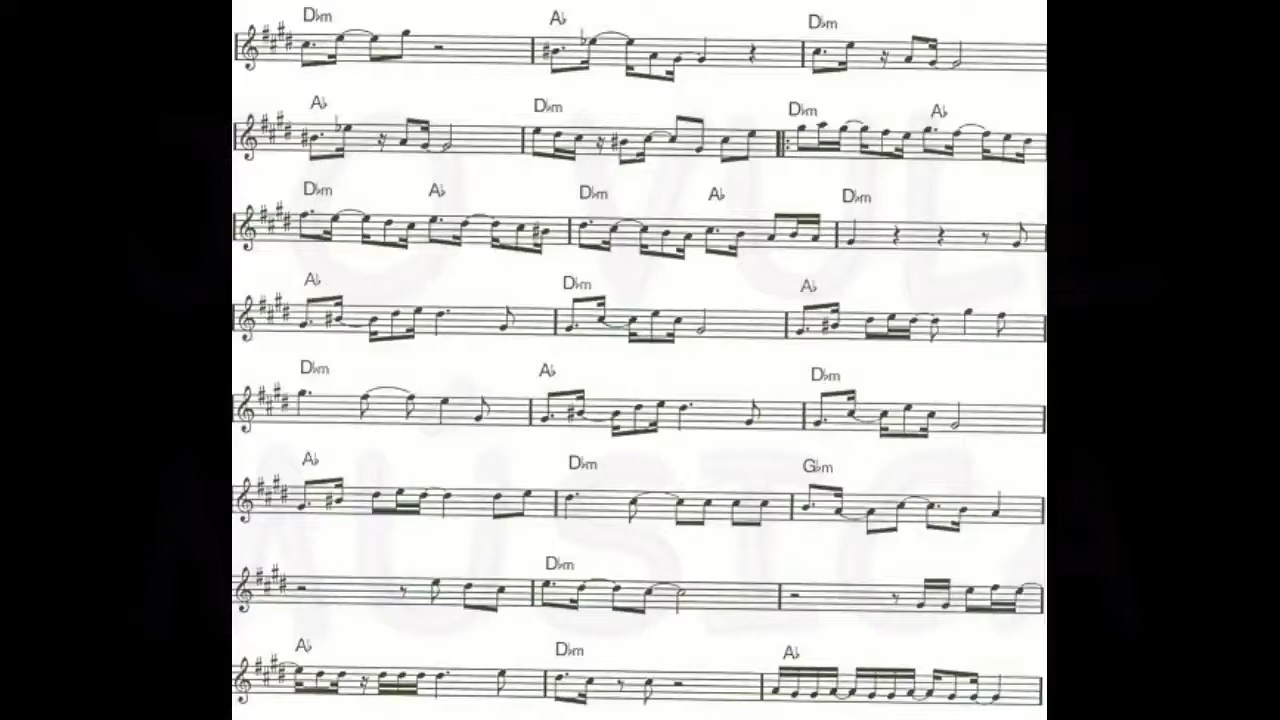 D♭m A♭ D♭m
A♭ D♭m D♭m A♭
D♭m A♭ D♭m A♭ D♭m
A♭ D♭m A♭
D♭m A♭ D♭m
A♭ D♭m G♭m
D♭m
A♭ D♭m A♭